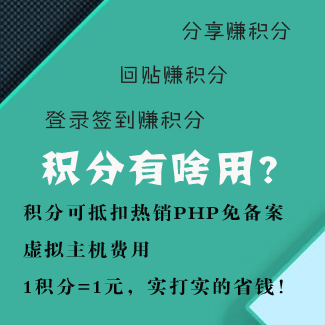 分享赚积分
回贴赚积分
登录签到赚积分
积分有啥用?
积分可抵扣热销PHP免备案
虚拟主机费用
1积分=1元，实打实的省钱!